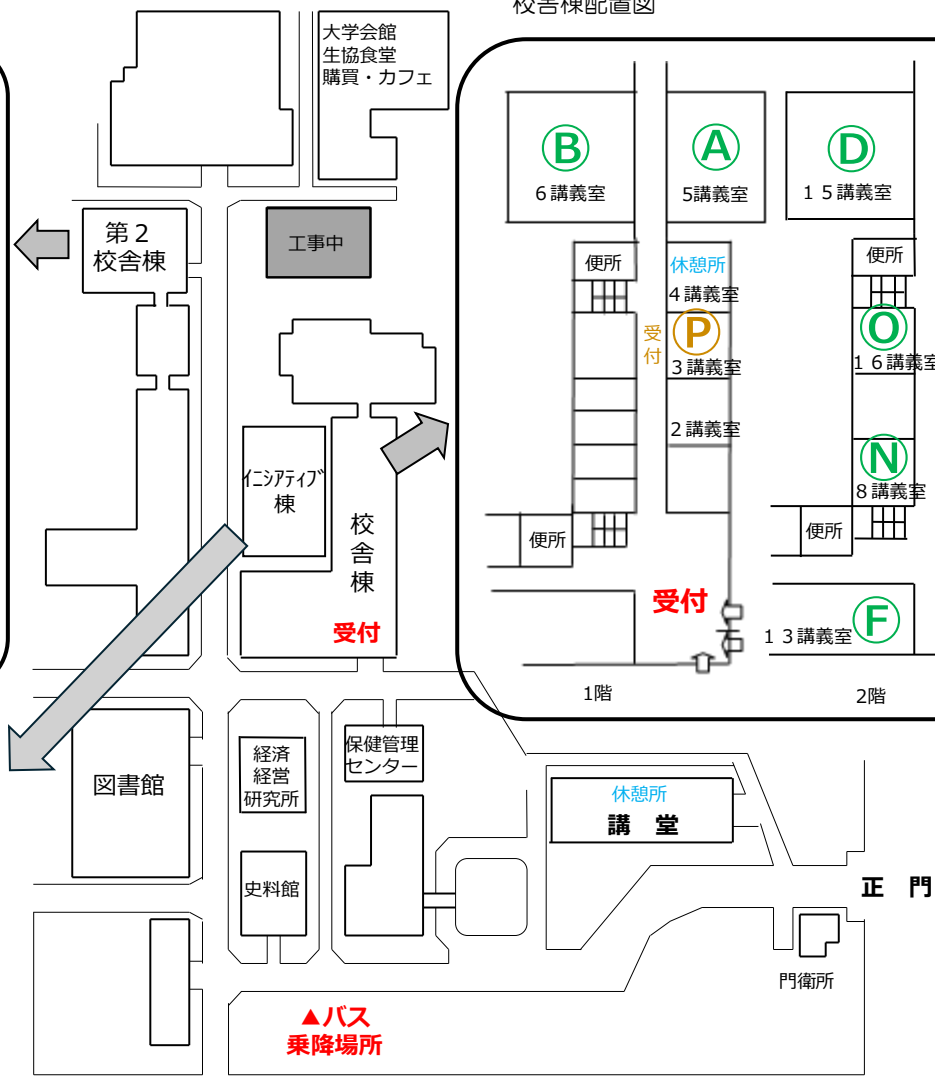 校舎棟配置図
大学会館
生協食堂
購買・カフェ
第2
校舎棟
工事中
イニシアティブ
棟
校
舎
棟
受付
Ⓑ
6講義室
Ⓐ
5講義室
Ⓓ
15講義室
便所
休憩所
4講義室
受
付
Ⓟ
3講義室
2講義室
便所
受付
1階
便所
Ⓞ
16講義室
Ⓝ
8講義室
便所
13講義室
Ⓕ
2階
図書館
経済
経営
研究所
保健管理
センター
史料館
休憩所
講 堂
正 門
門衛所
▲バス
乗降場所